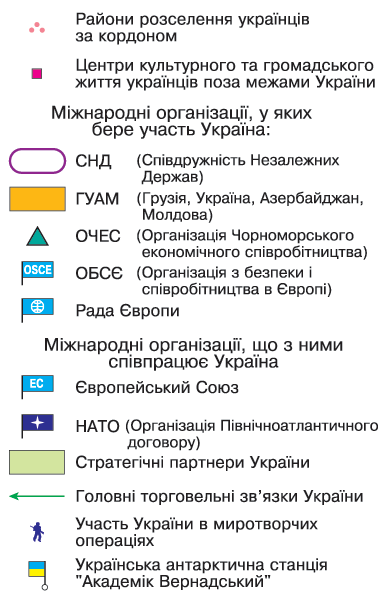 Райони розселення українців
за кордоном
Центри культурного та громадського
життя українців поза межами України
Міжнародні організації, у яких
бере участь Україна:
СНД (Співдружність Незалежних
Держав)
ГУАМ (Грузія, Україна, Азербайджан,
Молдова)
ОЧЕС (Організація Чорноморського
економічного співробітництва)
OSCE ОБСЄ (Організація з безпеки і
співробітництва в Європі)
Рада Європи
Міжнародні організації, що з ними
співпрацює Україна
ЕС Європейський Союз
НАТО (Організація Північноатлантичного
договору)
Стратегічні партнери України
Головні торговельні зв'язки України
Участь України в миротворчих
операціях
Українська антарктична станція
"Академік Вернадський"